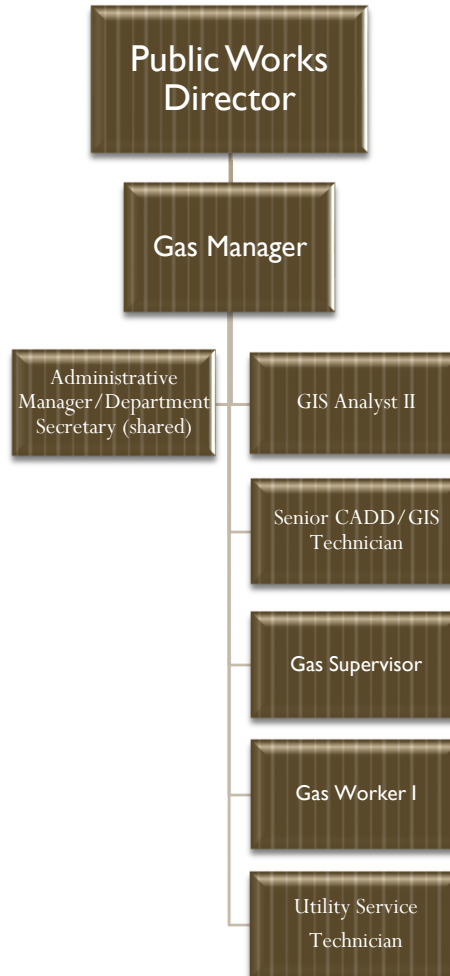 Public Works
Director
Gas Manager
Administrative
Manager/Department
Secretary (shared)
GIS Analyst II
Senior CADD/GIS
Technician
Gas Supervisor
Gas Worker I
Utility Service
Technician